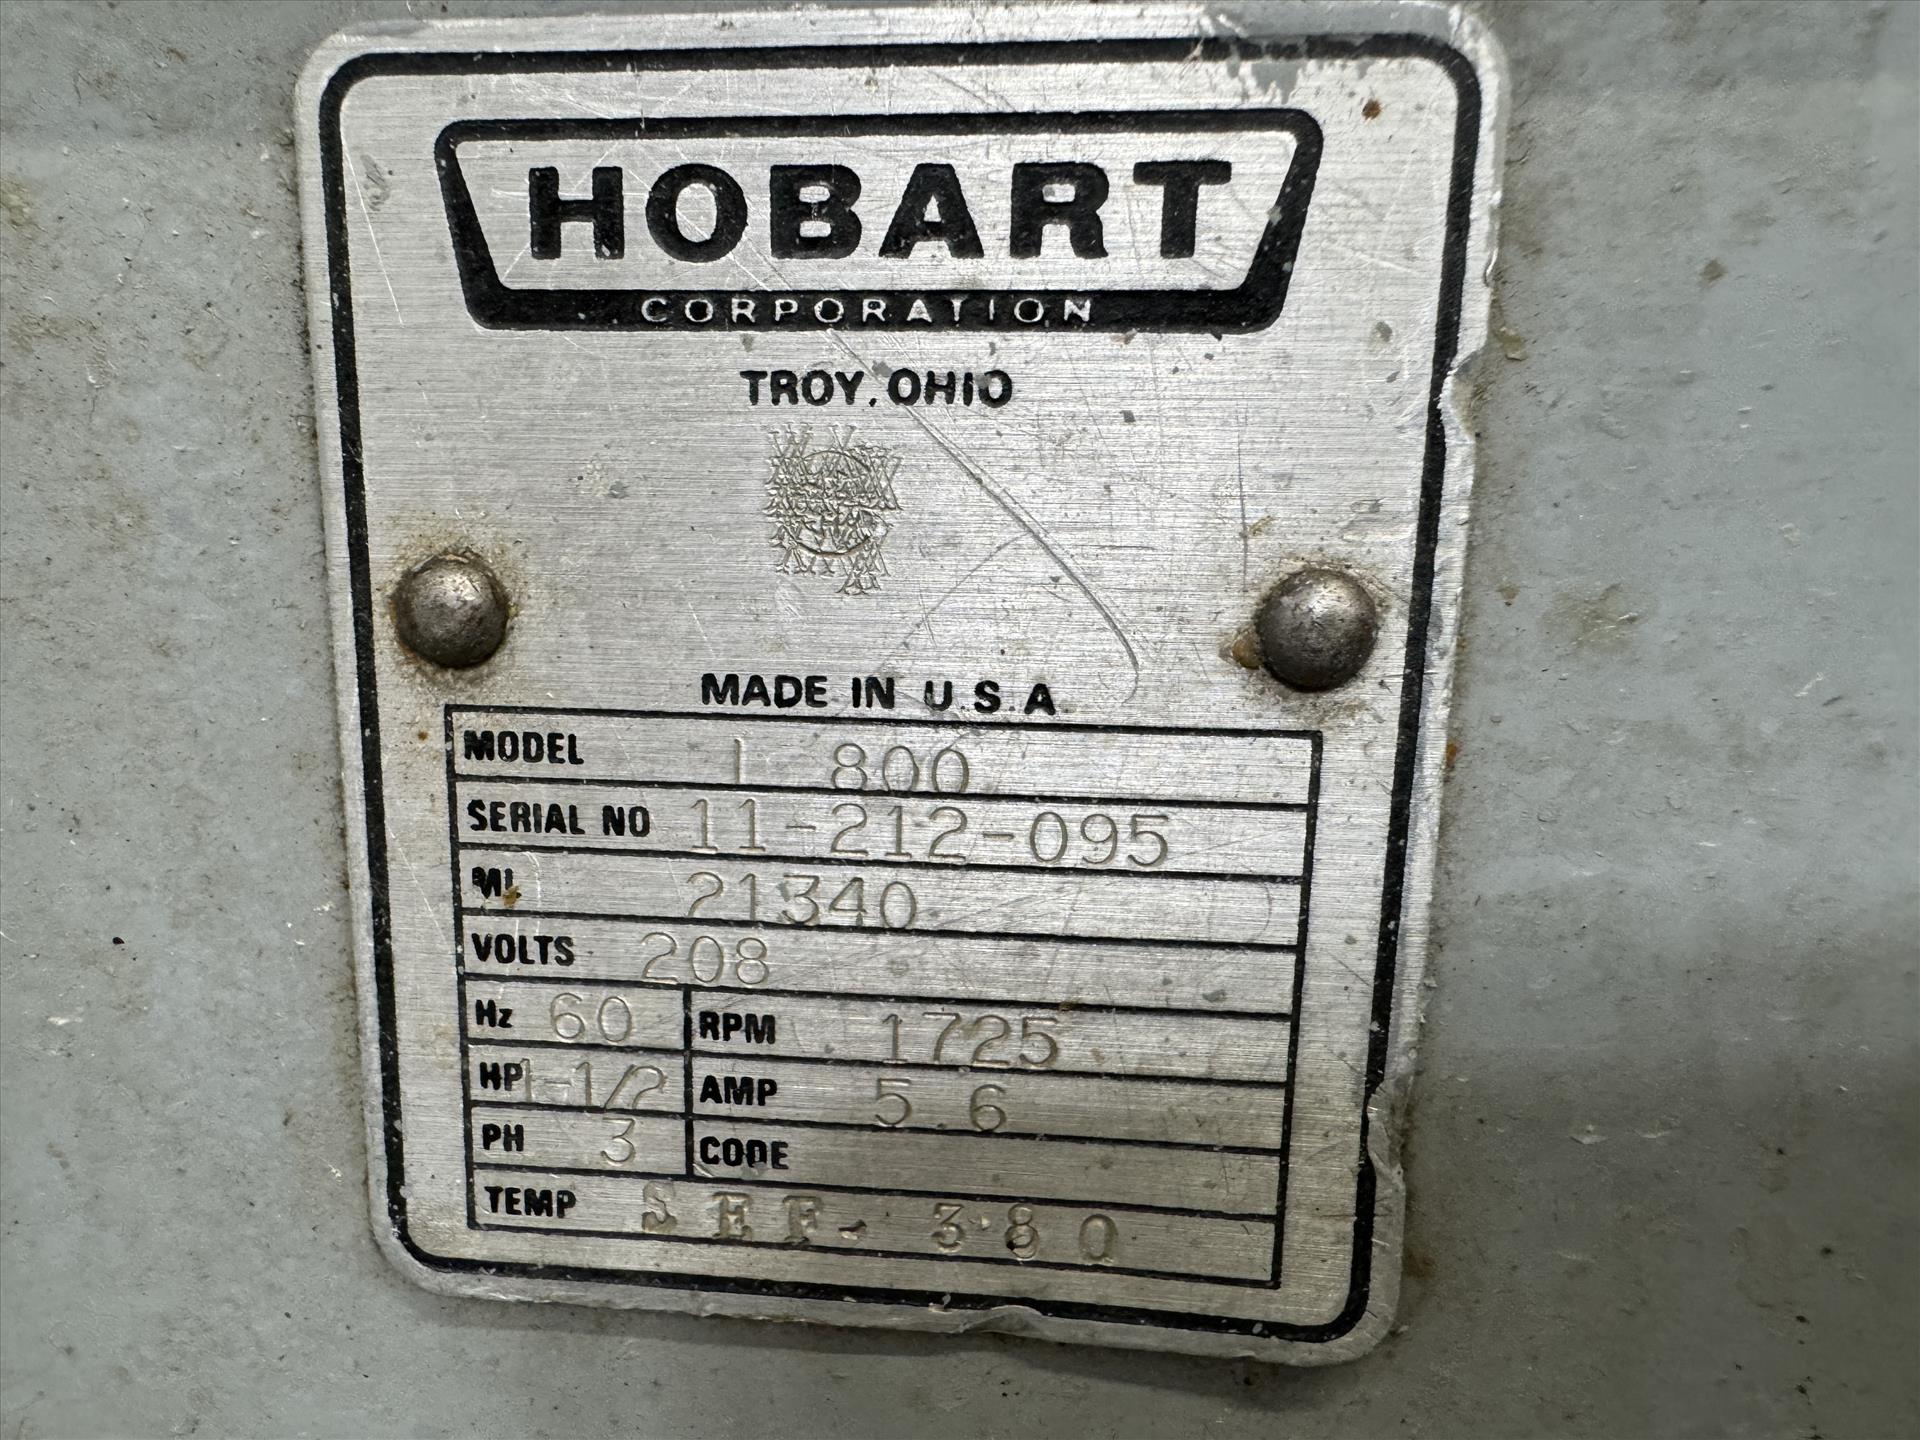 HOBART
CORPORATION
TROY, OHIO
MADE IN U.S.A.
MODEL 800
SERIAL NO 11-212-095
ML 21340
VOLTS 208
Hz 60 RPM 1725
HP 1-1/2 AMP 5.6
PH 3 CODE
TEMP SEF-380